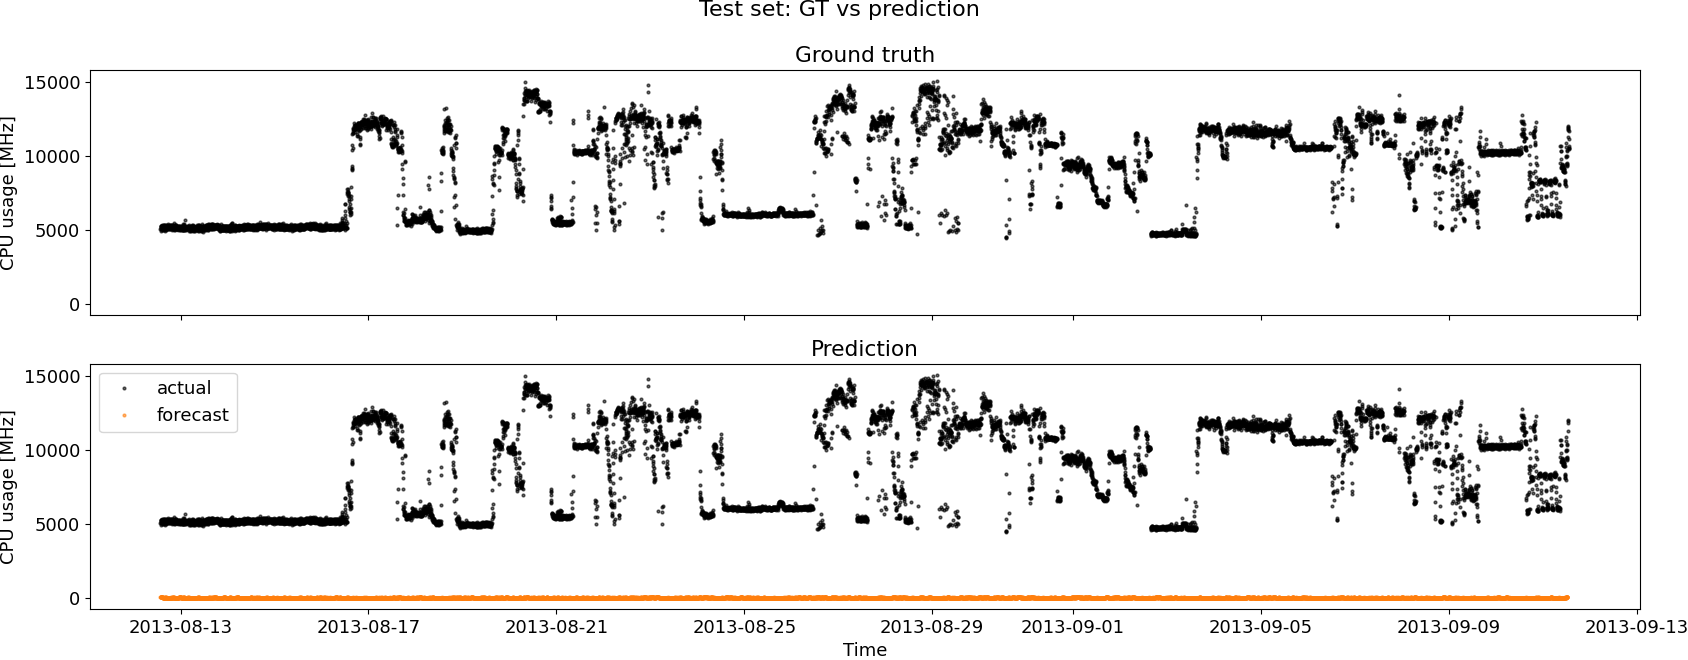 Test set: GT vs prediction
Ground truth
CPU usage [MHz]
15000
10000
5000
0
Prediction
CPU usage [MHz]
15000
10000
5000
0
actual
forecast
2013-08-13 2013-08-17 2013-08-21 2013-08-25 2013-08-29 2013-09-01 2013-09-05 2013-09-09 2013-09-13
Time